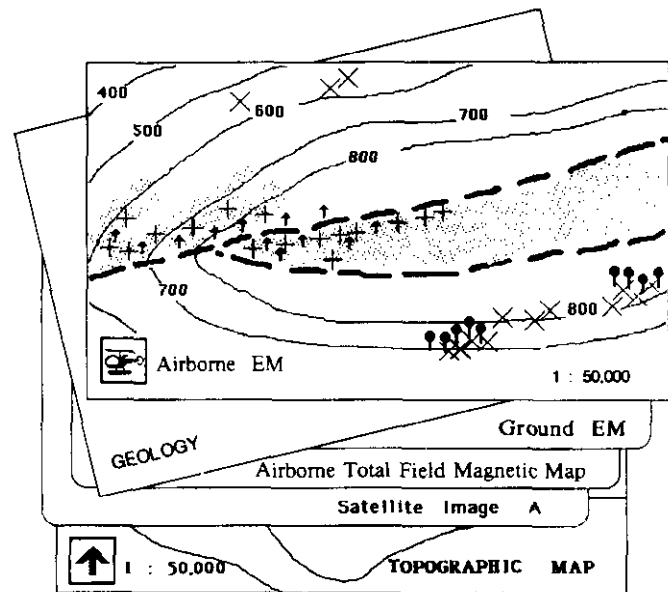 400
500
600
700
800
700
800
Airborne EM
1 : 50,000
Ground EM
GEOLOGY
Airborne Total Field Magnetic Map
Satellite Image A
1 : 50,000 TOPOGRAPHIC MAP